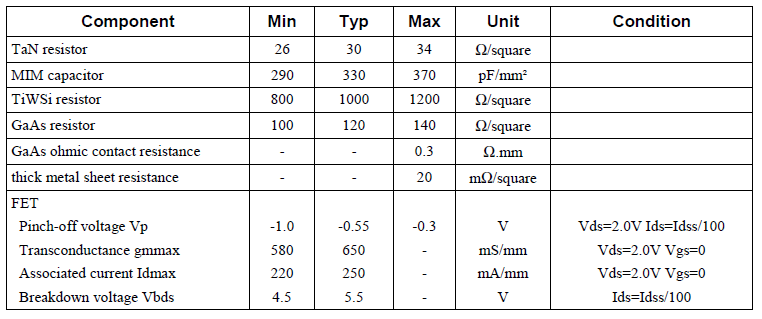 Component Min Typ Max Unit Condition
TaN resistor 26 30 34 Ω/square
MIM capacitor 290 330 370 pF/mm²
TiWSi resistor 800 1000 1200 Ω/square
GaAs resistor 100 120 140 Ω/square
GaAs ohmic contact resistance - - 0.3 Ω.mm
thick metal sheet resistance - - 20 mΩ/square
FET
Pinch-off voltage Vp -1.0 -0.55 -0.3 V Vds=2.0V Ids=Idss/100
Transconductance gmmax 580 650 - mS/mm Vds=2.0V Vgs=0
Associated current Idmax 220 250 - mA/mm Vds=2.0V Vgs=0
Breakdown voltage Vbds 4.5 5.5 - V Ids=Idss/100